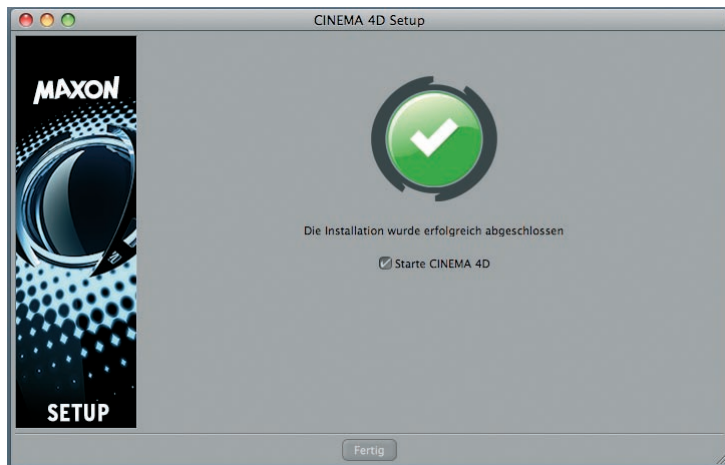 CINEMA 4D Setup
MAXON
Die Installation wurde erfolgreich abgeschlossen
Starte CINEMA 4D
SETUP
Fertig